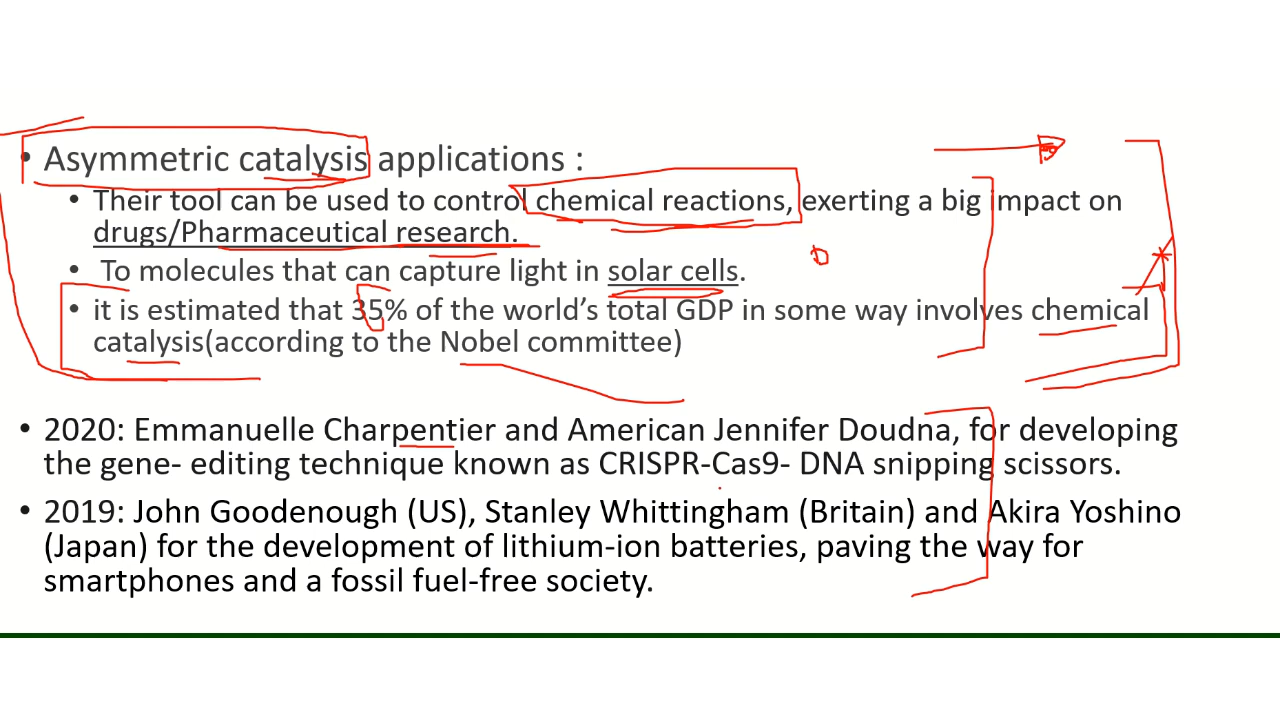 • Asymmetric catalysis applications :
• Their tool can be used to control chemical reactions, exerting a big impact on
drugs/Pharmaceutical research.
• To molecules that can capture light in solar cells.
• it is estimated that 35% of the world's total GDP in some way involves chemical
catalysis(according to the Nobel committee)
• 2020: Emmanuelle Charpentier and American Jennifer Doudna, for developing
the gene- editing technique known as CRISPR-Cas9- DNA snipping scissors.
• 2019: John Goodenough (US), Stanley Whittingham (Britain) and Akira Yoshino
(Japan) for the development of lithium-ion batteries, paving the way for
smartphones and a fossil fuel-free society.